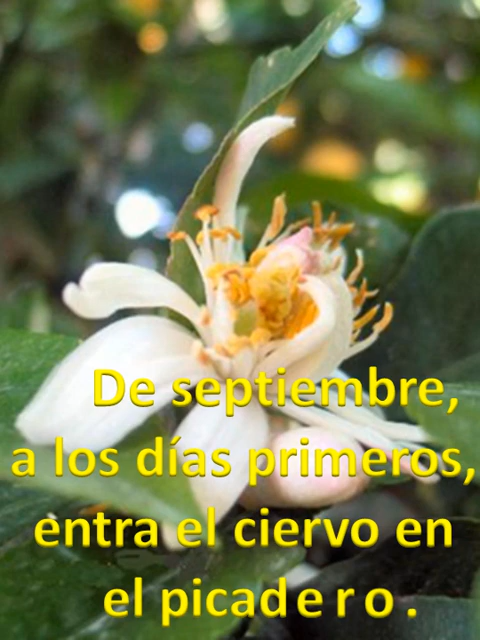 De septiembre,
a los días primeros,
entra el ciervo en
el picadero.